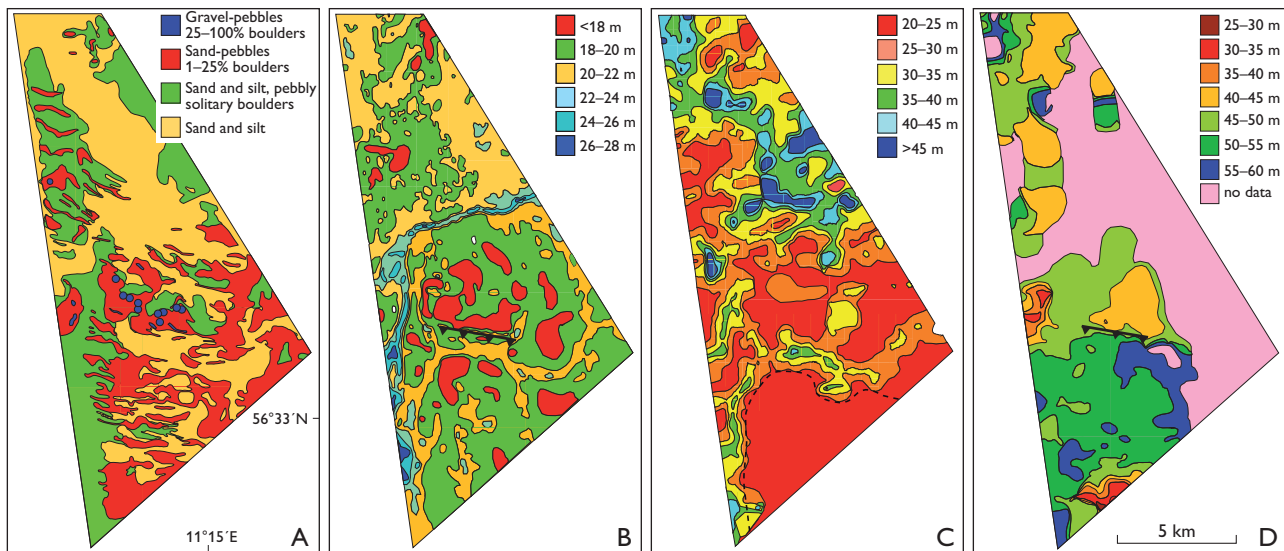 Gravel-pebbles
25–100% boulders
Sand-pebbles
1–25% boulders
Sand and silt, pebbly
solitary boulders
Sand and silt
56°33´N
11°15´E
A
<18 m
18–20 m
20–22 m
22–24 m
24–26 m
26–28 m
B
20–25 m
25–30 m
30–35 m
35–40 m
40–45 m
>45 m
C
25–30 m
30–35 m
35–40 m
40–45 m
45–50 m
50–55 m
55–60 m
no data
5 km
D